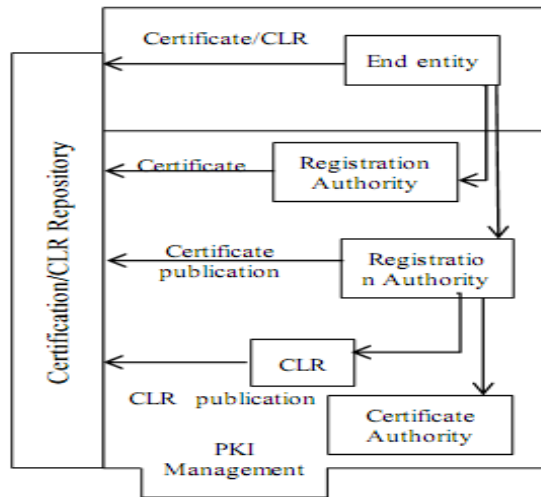 Certificate/CLR
End entity
Certification/CLR Repository
Certificate
Registration
Authority
Certificate
publication
Registratio
n Authority
CLR
CLR publication
Certificate
Authority
PKI
Management